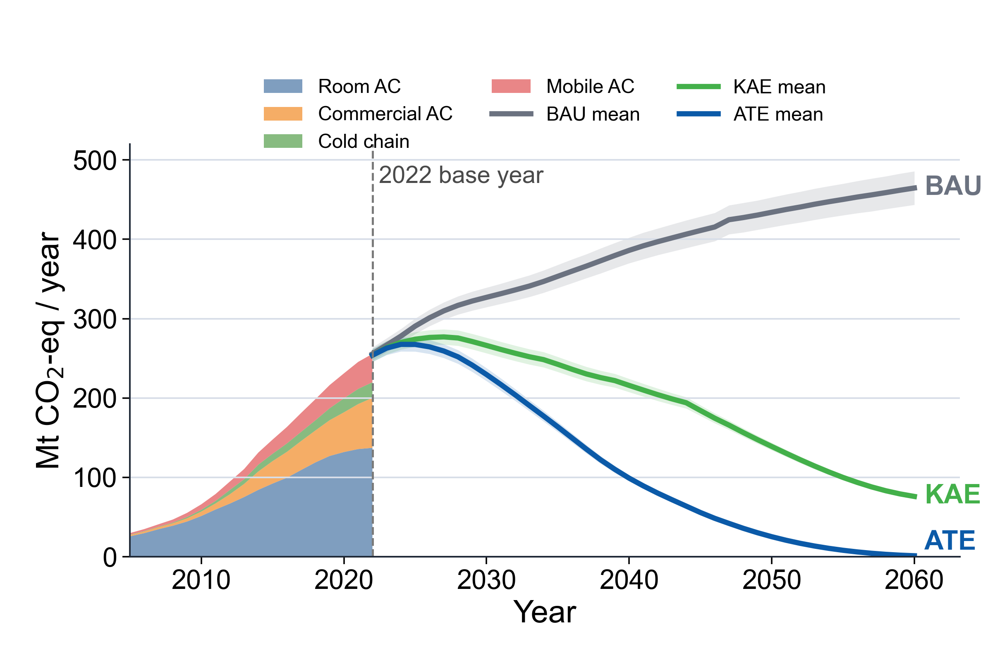 Room AC
Commercial AC
Cold chain
Mobile AC
BAU mean
KAE mean
ATE mean
2022 base year
Mt CO₂-eq / year
500
400
300
200
100
0
BAU
KAE
ATE
2010 2020 2030 2040 2050 2060
Year